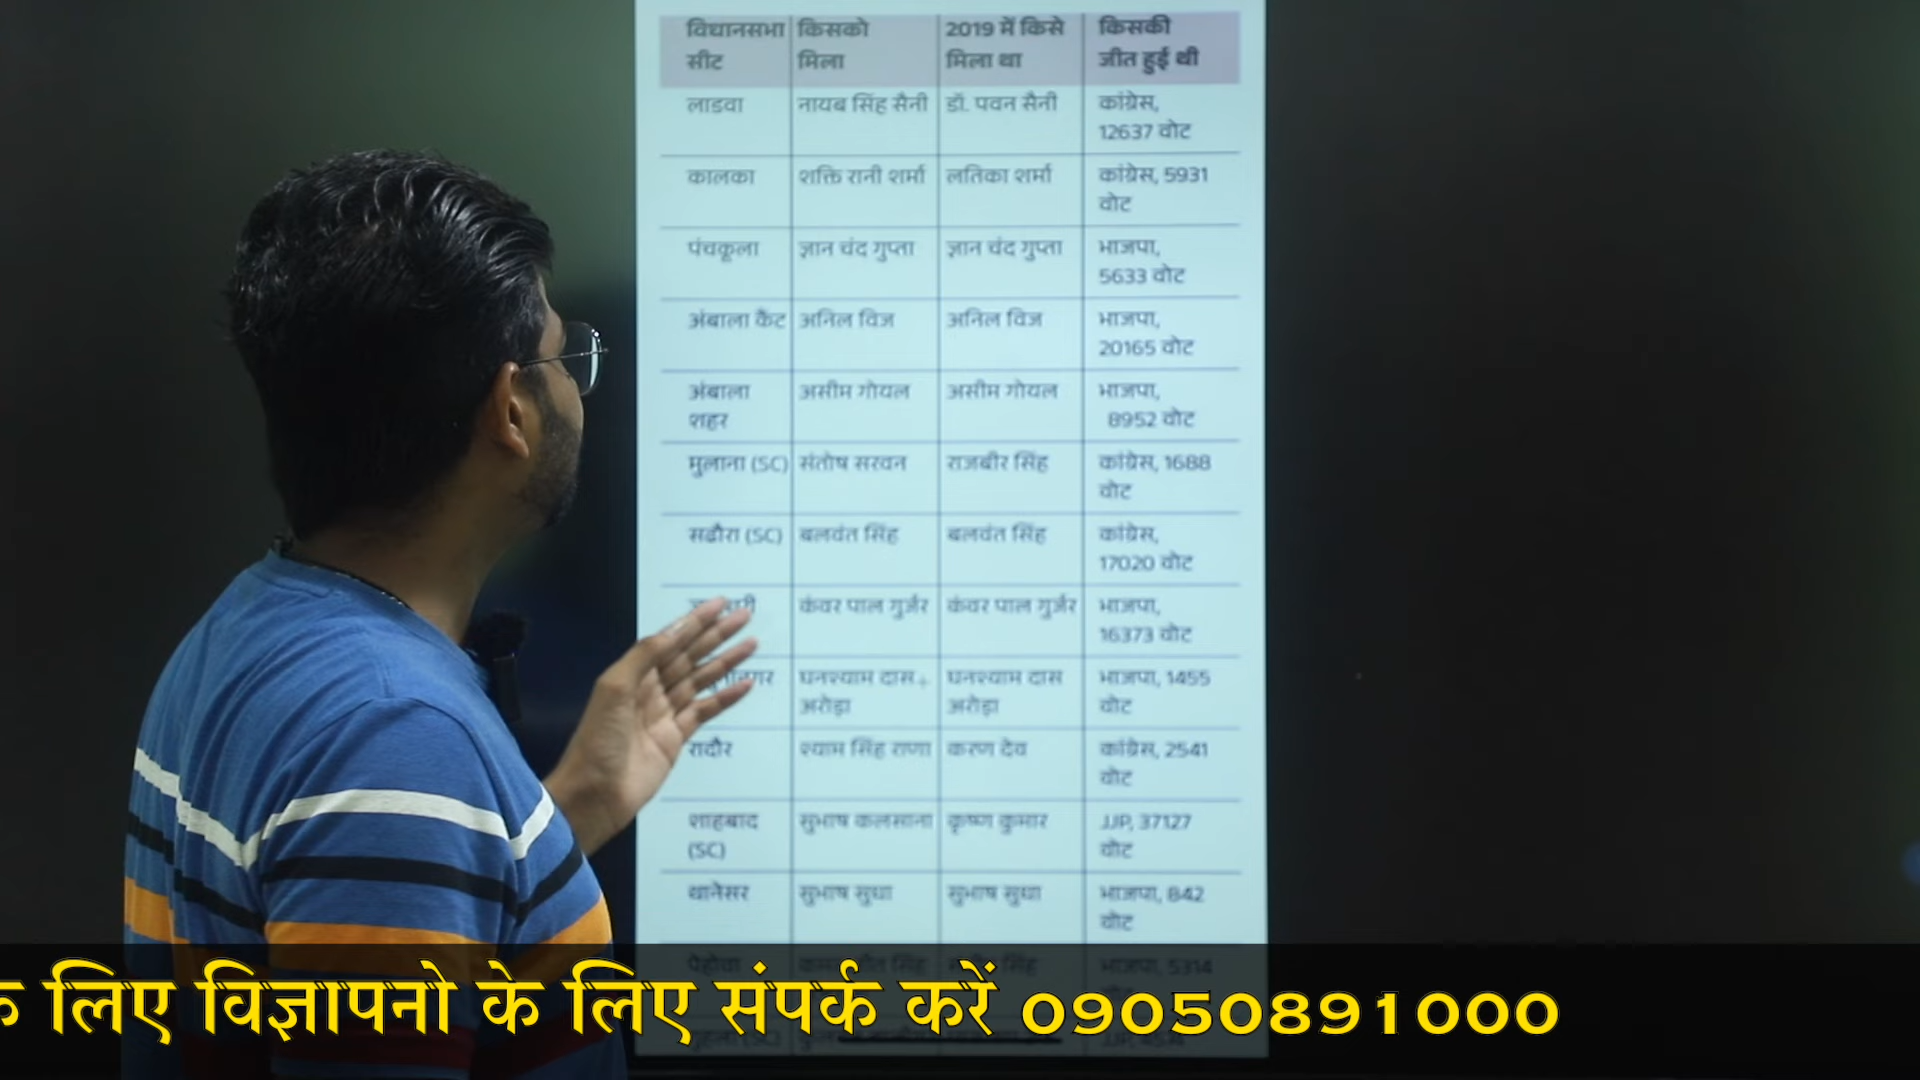 विधानसभा सीट किसको मिला 2019 में किसे मिला था किसकी जीत हुई थी
लाडवा नायब सिंह सैनी डॉ. पवन सैनी कांग्रेस, 12637 वोट
कालका शक्ति रानी शर्मा लतिका शर्मा कांग्रेस, 5931 वोट
पंचकूला ज्ञान चंद गुप्ता ज्ञान चंद गुप्ता भाजपा, 5633 वोट
अंबाला कैंट अनिल विज अनिल विज भाजपा, 20165 वोट
अंबाला शहर असीम गोयल असीम गोयल भाजपा, 8952 वोट
मुलाना (SC) संतोष सरवन राजबीर सिंह कांग्रेस, 1688 वोट
सढौरा (SC) बलवंत सिंह बलवंत सिंह कांग्रेस, 17020 वोट
कंवर पाल गुर्जर कंवर पाल गुर्जर भाजपा, 16373 वोट
घनश्याम दास अरोड़ा घनश्याम दास अरोड़ा भाजपा, 1455 वोट
रादौर श्याम सिंह राणा करण देव कांग्रेस, 2541 वोट
शाहबाद (SC) सुभाष कलसाना कृष्ण कुमार JJP, 37127 वोट
थानेसर सुभाष सुधा सुभाष सुधा भाजपा, 842 वोट
पेहोवा सिंह भाजपा, 5314
लिए विज्ञापनो के लिए संपर्क करें 09050891000